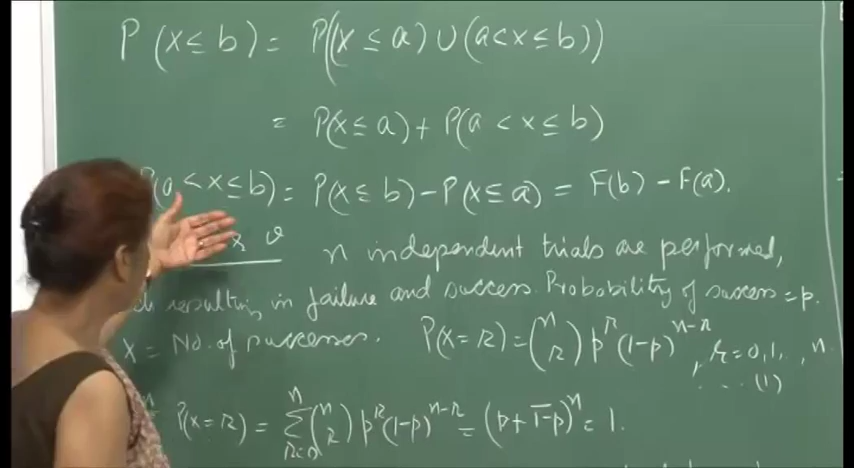 P(X ≤ b) = P((X ≤ a) ∪ (a < X ≤ b))
= P(X ≤ a) + P(a < X ≤ b)
P(a < X ≤ b) = P(X ≤ b) − P(X ≤ a) = F(b) − F(a).
n independent trials are performed,
resulting in failure and success. Probability of success = p.
X = No. of successes. P(X = r) = (n r) p^r (1−p)^{n−r}, r = 0, 1, .., n
.... (1)
P(X = r) = Σ_{r=0}^{n} (n r) p^r (1−p)^{n−r} = (p + 1−p)^n = 1.